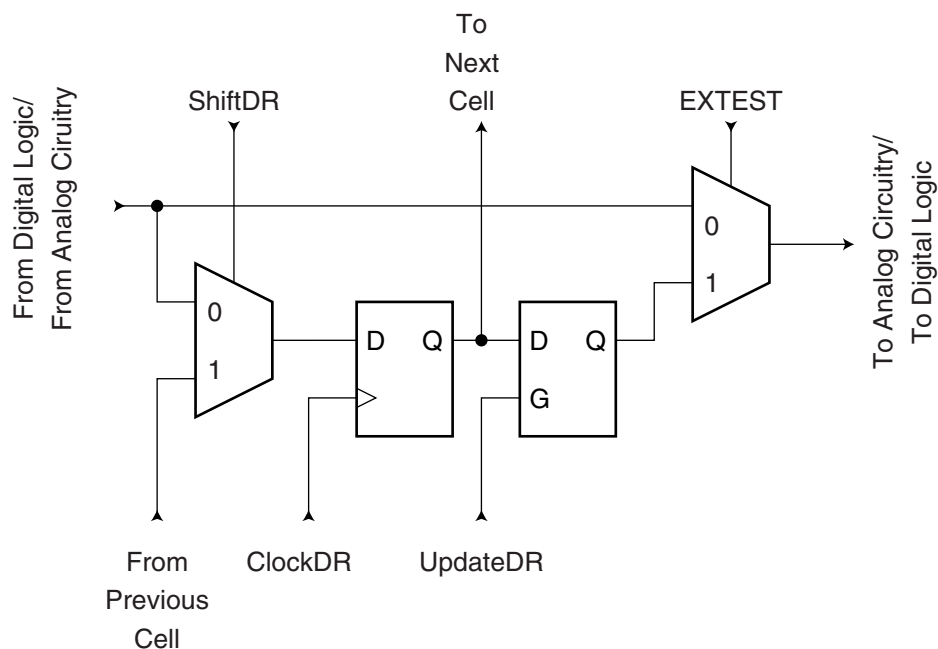 To
Next
Cell
ShiftDR
EXTEST
From Digital Logic/
From Analog Ciruitry
To Analog Circuitry/
To Digital Logic
0
1
0
1
D
Q
D
Q
G
From
Previous
Cell
ClockDR
UpdateDR